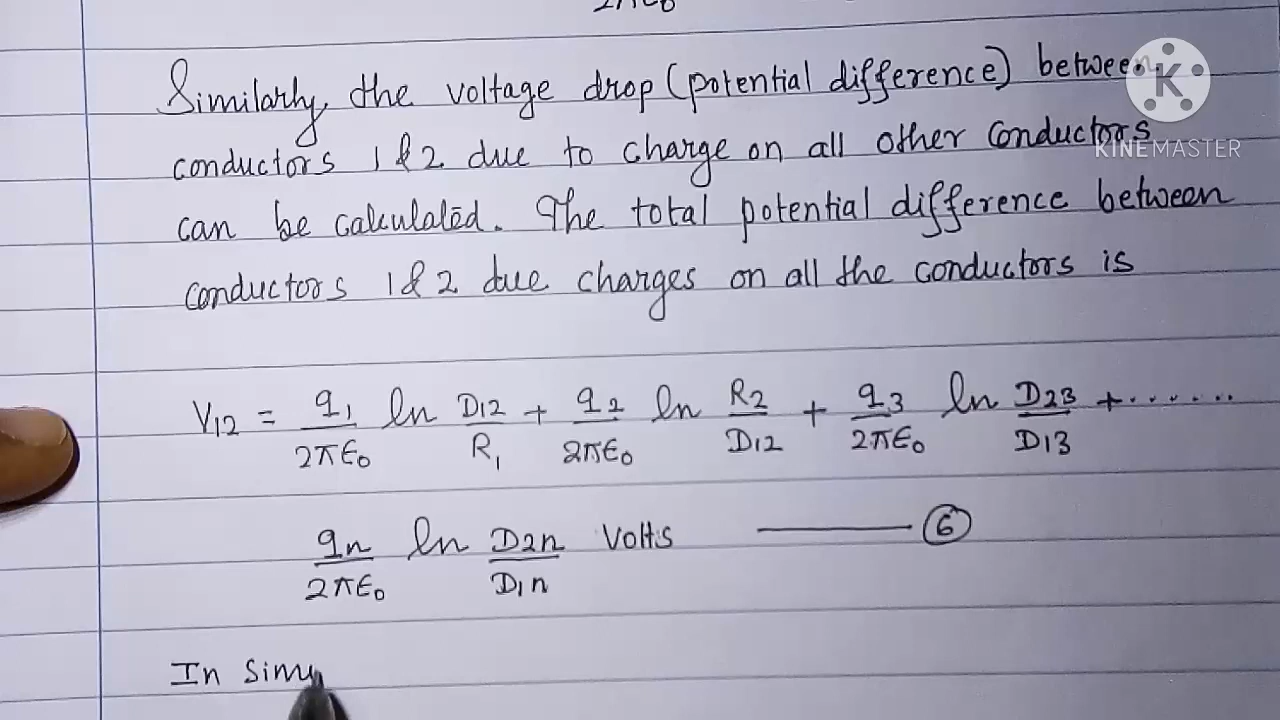 2πε0
Similarly, the voltage drop (potential difference) between
conductors 1 & 2 due to charge on all other conductors
can be calculated. The total potential difference between
conductors 1 & 2 due charges on all the conductors is
V12 = q1/2πε0 ln D12/R1 + q2/2πε0 ln R2/D12 + q3/2πε0 ln D23/D13 + .......
qn/2πε0 ln D2n/D1n Volts ——— 6
In Sim
K
KINEMASTER